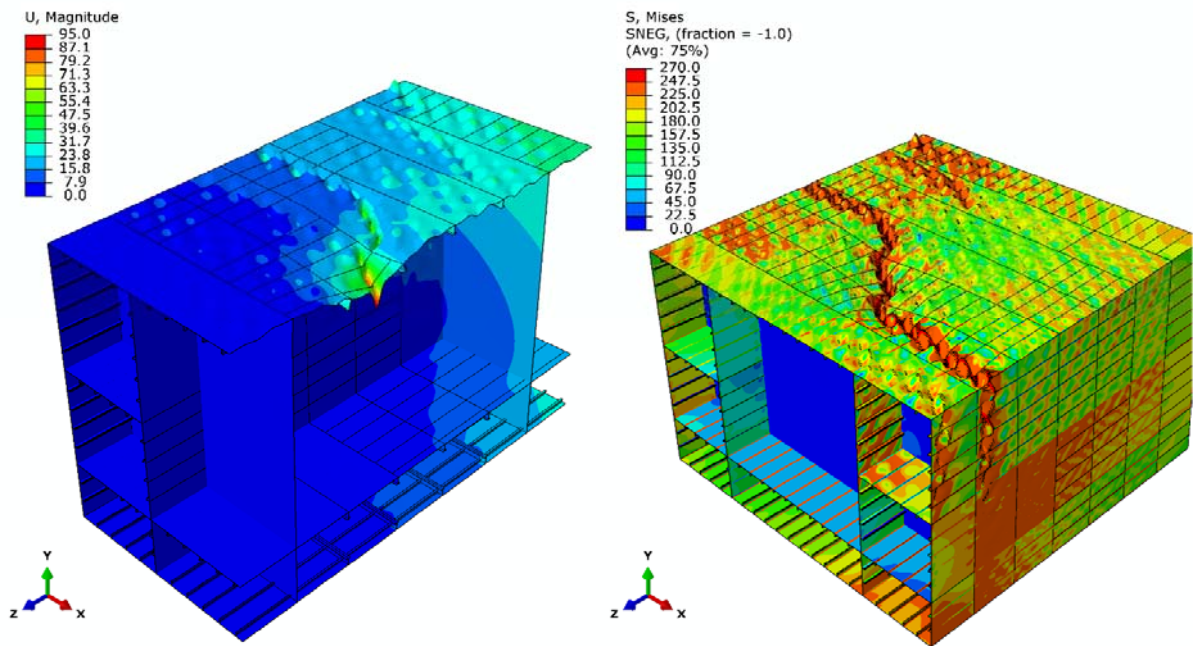 U, Magnitude
95.0
87.1
79.2
71.3
63.3
55.4
47.5
39.6
31.7
23.8
15.8
7.9
0.0
Y
Z
X
S, Mises
SNEG, (fraction = -1.0)
(Avg: 75%)
270.0
247.5
225.0
202.5
180.0
157.5
135.0
112.5
90.0
67.5
45.0
22.5
0.0
Y
Z
X